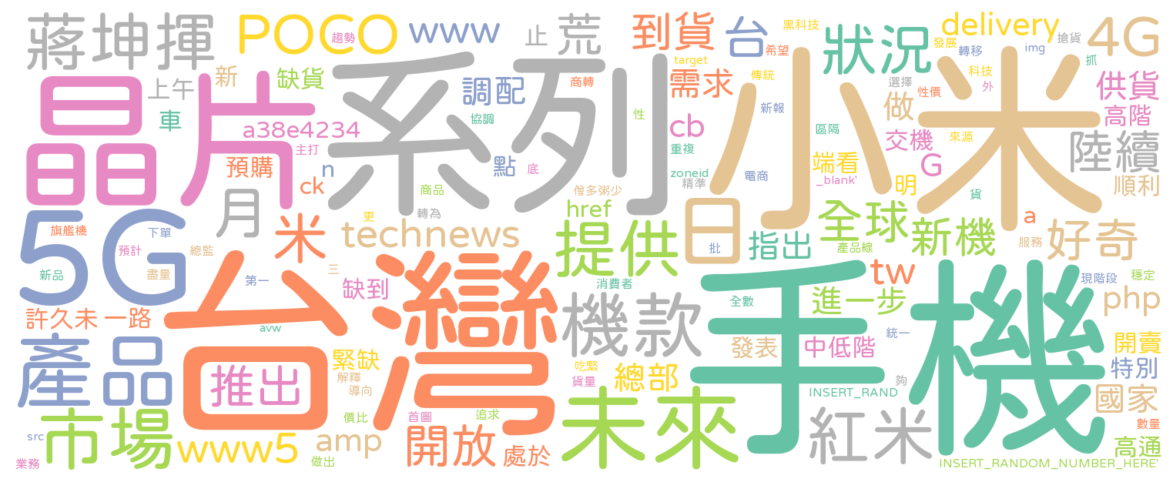 蔣坤揮
POCO
趨勢
www
止
荒
到貨
台
黑科技
希望
狀況
delivery
發展
轉移
img
搶貨
4G
抓
晶片
系列
小米
上午
新
缺貨
車
a38e4234
主打
調配
協調
商轉
性
target
需求
傳統
新報
選擇
做
性價
科技
外
供貨
高階
預購
ck
n
點
底
cb
重複
zoneid
精準
區隔
交機
來源
G
端看
_blank'
明
陸續
順利
月
米
商品
轉為
僧多粥少
href
電商
日
貨
a
5G
旗艦機
下單
更
technews
提供
批
指出
全球
產品線
新機
服務
好奇
預計
總監
新品
盡量
第一
三
缺到
台灣
消費者
全數
tw
現階段
穩定
進一步
php
許久未
一路
avw
機款
手機
統一
發表
中低階
開賣
特別
產品
推出
緊缺
解釋
導向
吃緊
貨量
總部
INSERT_RAND
夠
國家
市場
價比
首圖
追求
未來
紅米
數量
src
業務
www5
amp
做出
開放
處於
高通
INSERT_RANDOM_NUMBER_HERE'